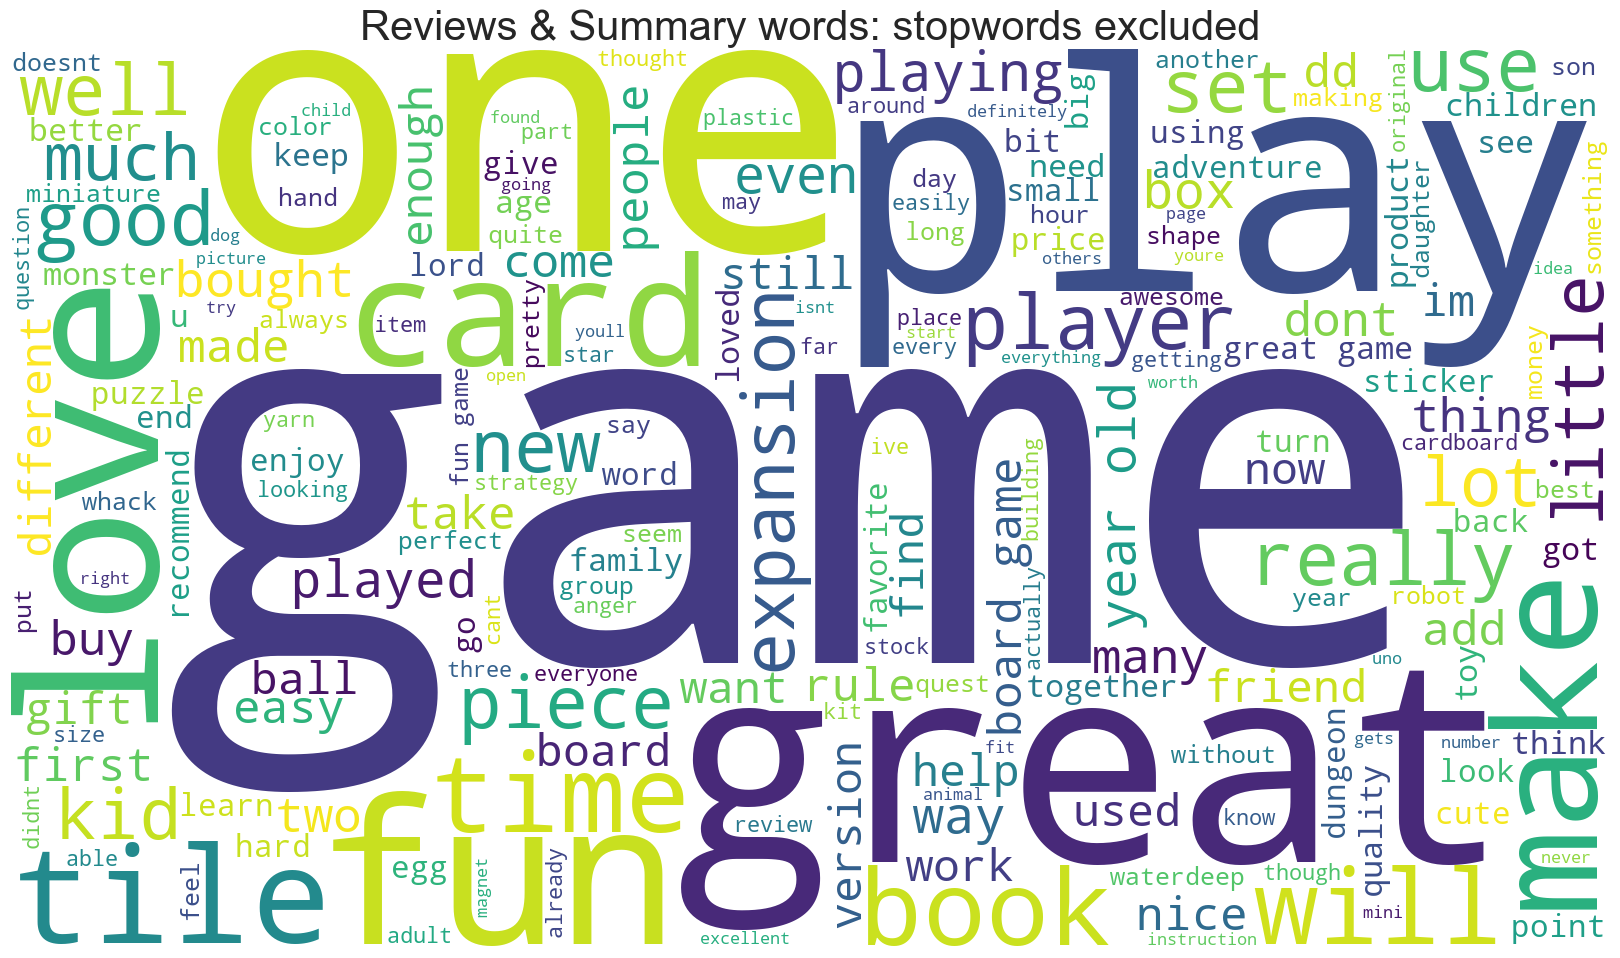 Reviews & Summary words: stopwords excluded
doesnt
well
better
much
miniature
good
question
dog
picture
monster
bought
u
try
always
made
love
different
puzzle
end
one
child
color
keep
hand
enough
found
part
give
going
age
quite
people
thought
plastic
even
may
lord
come
still
card
item
pretty
youll
star
open
loved
isnt
far
play
playing
around
definitely
bit
big
day
easily
long
need
small
hour
price
others
another
using
adventure
set
dd
making
box
page
shape
youre
original
use
son
children
see
product
daughter
something
idea
im
little
awesome
place
start
every
player
everything
getting
dont
great game
sticker
money
worth
thing
cardboard
game
yarn
enjoy
looking
fun game
new
strategy
say
word
expansion
ive
building
year old
turn
now
lot
best
back
whack
recommend
right
put
buy
take
perfect
played
seem
family
group
anger
go
cant
favorite
find
stock
board game
actually
really
got
year
robot
add
many
uno
toy
friend
make
gift
size
first
ball
easy
three
everyone
piece
want
rule
quest
kit
together
board
great
fit
help
animal
way
without
used
know
dungeon
gets
quality
number
think
look
cute
didnt
kid
learn
two
hard
time
fun
review
version
work
able
tile
feel
egg
magnet
already
adult
excellent
book
waterdeep
though
nice
instruction
will
mini
never
point